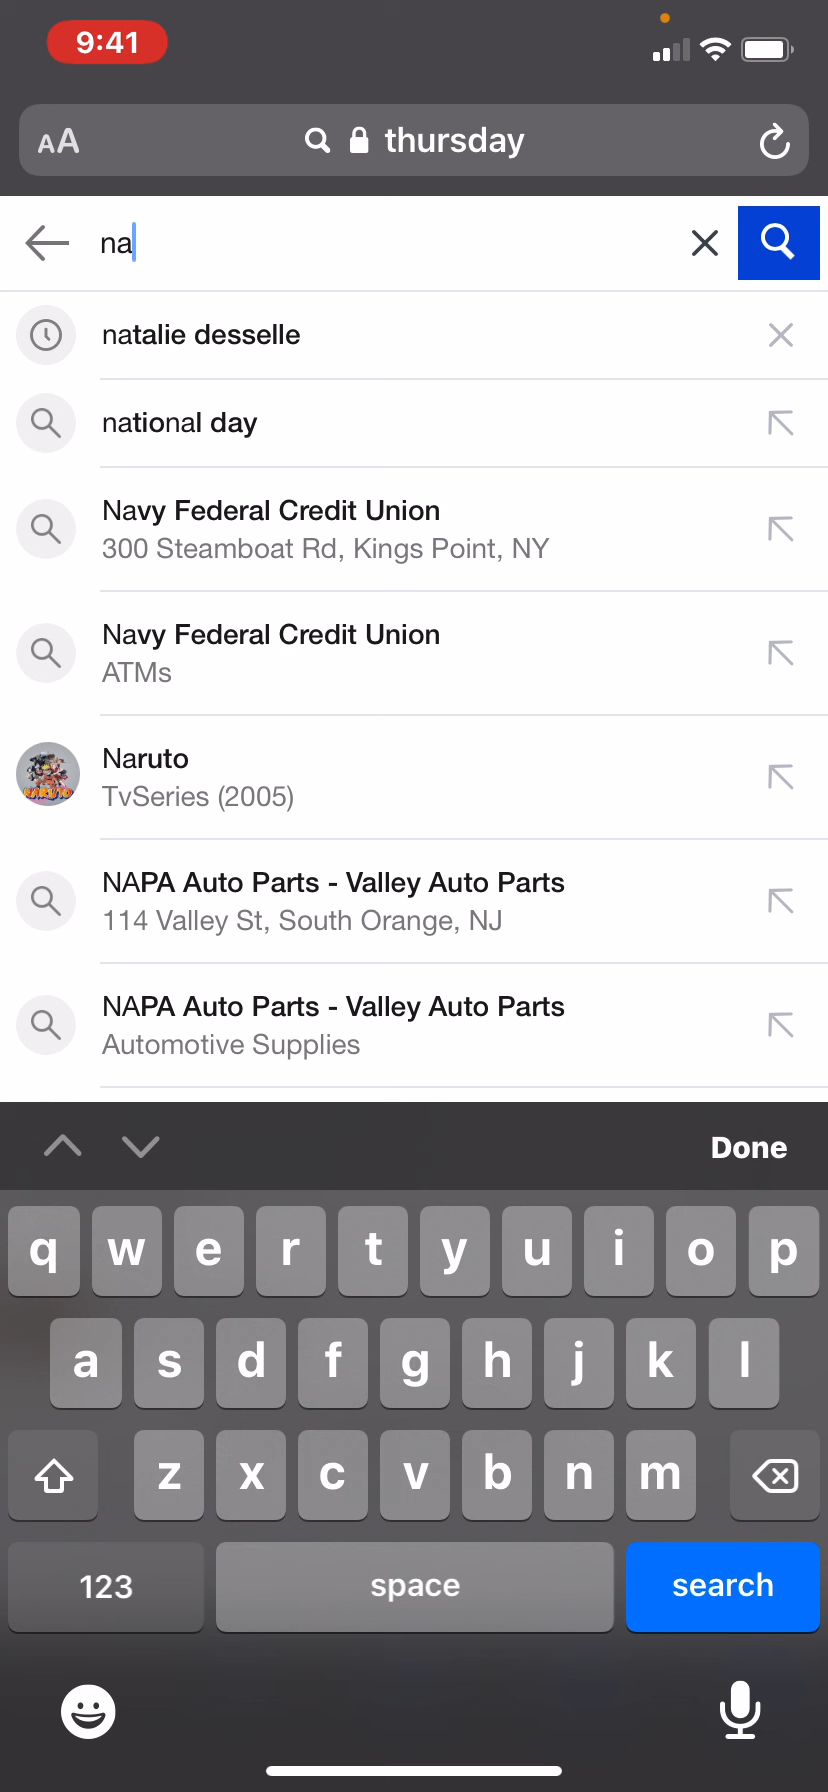 9:41
AA thursday
na
natalie desselle
national day
Navy Federal Credit Union
300 Steamboat Rd, Kings Point, NY
Navy Federal Credit Union
ATMs
Naruto
TvSeries (2005)
NAPA Auto Parts - Valley Auto Parts
114 Valley St, South Orange, NJ
NAPA Auto Parts - Valley Auto Parts
Automotive Supplies
Done
q w e r t y u i o p
a s d f g h j k l
z x c v b n m
123 space search